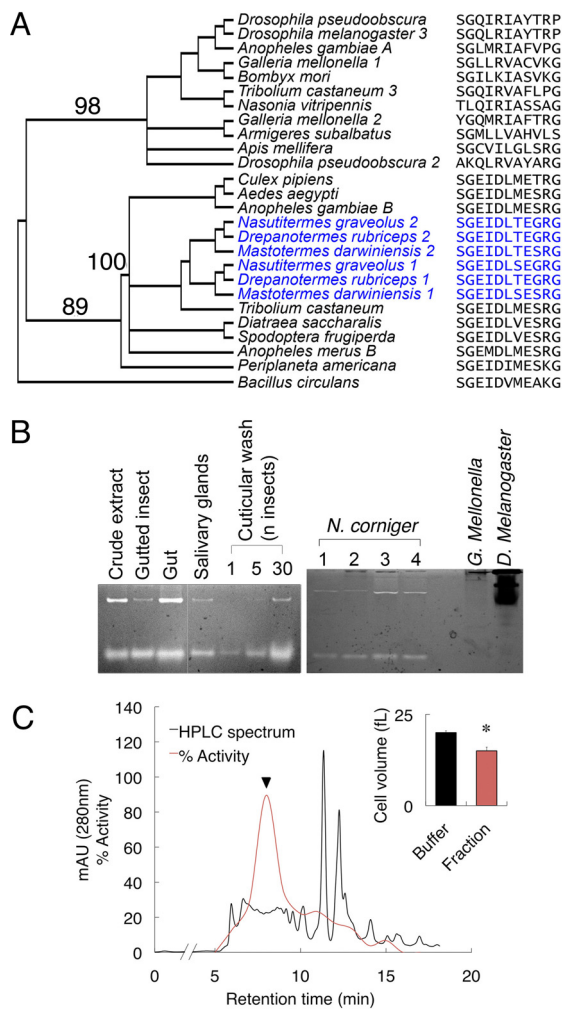 A
Drosophila pseudoobscura SGQIRIAYTRP
Drosophila melanogaster 3 SGQLRIAYTRP
Anopheles gambiae A SGLMRIAFVPG
Galleria mellonella 1 SGLLRVACVKG
Bombyx mori SGILKIASVKG
Tribolium castaneum 3 SGQIRVAFLPG
Nasonia vitripennis TLQIRIASSAG
Galleria mellonella 2 YGQMRIAFTRG
Armigeres subalbatus SGMLLVAHVLS
Apis mellifera SGCVILGLSRG
Drosophila pseudoobscura 2 AKQLRVAYARG
Culex pipiens SGEIDLMETRG
Aedes aegypti SGEIDLMESRG
Anopheles gambiae B SGEIDLMESRG
Nasutitermes graveolus 2 SGEIDLTEGRG
Drepanotermes rubriceps 2 SGEIDLTEGRG
Mastotermes darwiniensis 2 SGEIDLTESRG
Nasutitermes graveolus 1 SGEIDLSEGRG
Drepanotermes rubriceps 1 SGEIDLTEGRG
Mastotermes darwiniensis 1 SGEIDLSESRG
Tribolium castaneum SGEIDLMESRG
Diatraea saccharalis SGEIDLVESRG
Spodoptera frugiperda SGEIDLVESRG
Anopheles merus B SGEMDLMESRG
Periplaneta americana SGEIDIMESKG
Bacillus circulans SGEIDVMEAKG
98
100
89
B
Crude extract
Gutted insect
Gut
Salivary glands
Cuticular wash
(n insects)
1 5 30
N. corniger
1 2 3 4
G. Mellonella
D. Melanogaster
C
mAU (280nm)
% Activity
140
120
100
80
60
40
20
0
HPLC spectrum
% Activity
0 5 10 15 20
Retention time (min)
Cell volume (fL)
25
0
*
Buffer
Fraction